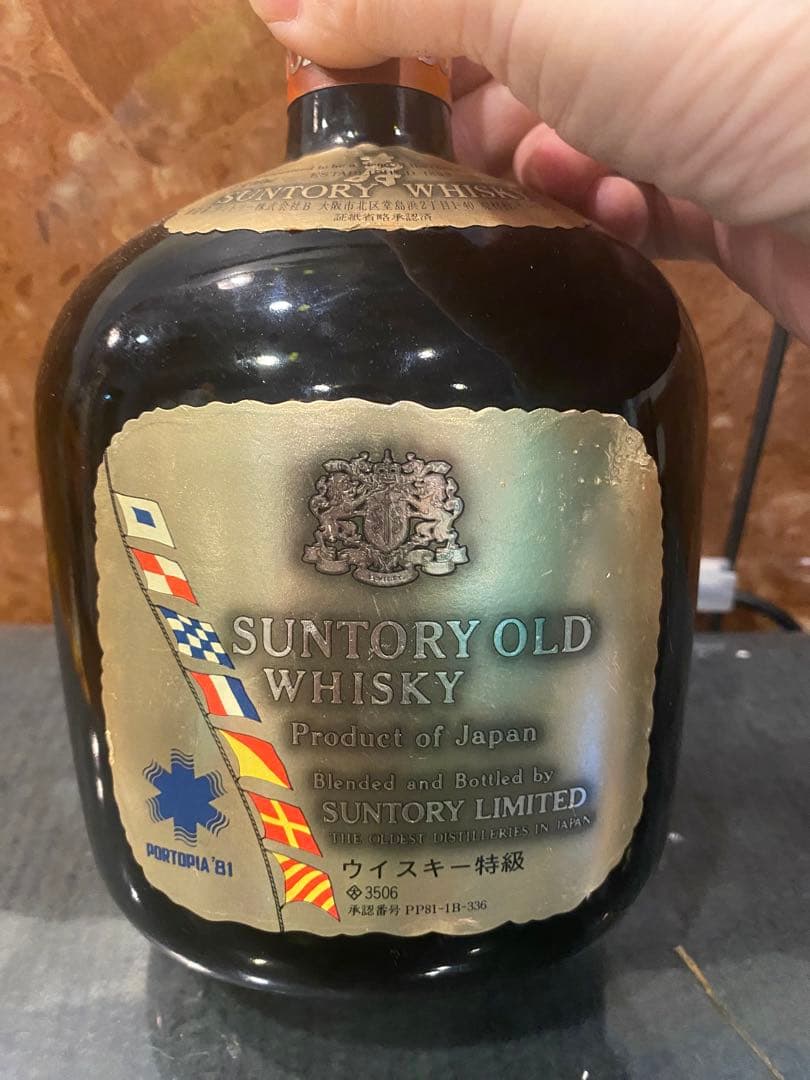 SUNTORY WHISKY
大阪市北区堂島浜2丁目1-40
証紙省略承認済
SUNTORY OLD
WHISKY
Product of Japan
Blended and Bottled by
SUNTORY LIMITED
THE OLDEST DISTILLERIES IN JAPAN
PORTOPIA '81
ウイスキー特級
3506
承認番号 PP81-1B-336